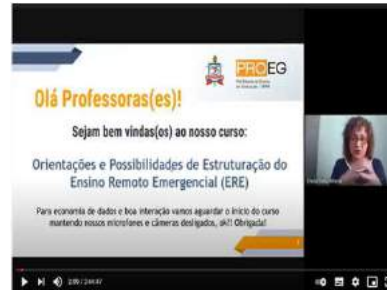 PROEG
Olá Professoras(es)!
Sejam bem vindas(os) ao nosso curso:
Orientações e Possibilidades de Estruturação do
Ensino Remoto Emergencial (ERE)
Para economia de dados e boa interação vamos aguardar o início do curso
mantendo nossos microfones e câmeras desligados, ok?! Obrigada!